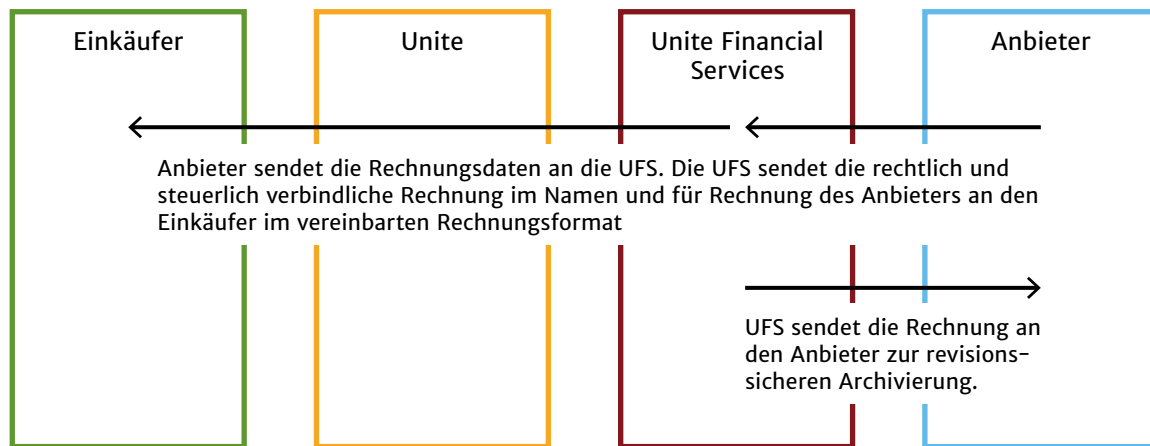 Einkäufer
Unite
Unite Financial
Services
Anbieter
Anbieter sendet die Rechnungsdaten an die UFS. Die UFS sendet die rechtlich und
steuerlich verbindliche Rechnung im Namen und für Rechnung des Anbieters an den
Einkäufer im vereinbarten Rechnungsformat
UFS sendet die Rechnung an
den Anbieter zur revisions-
sicheren Archivierung.